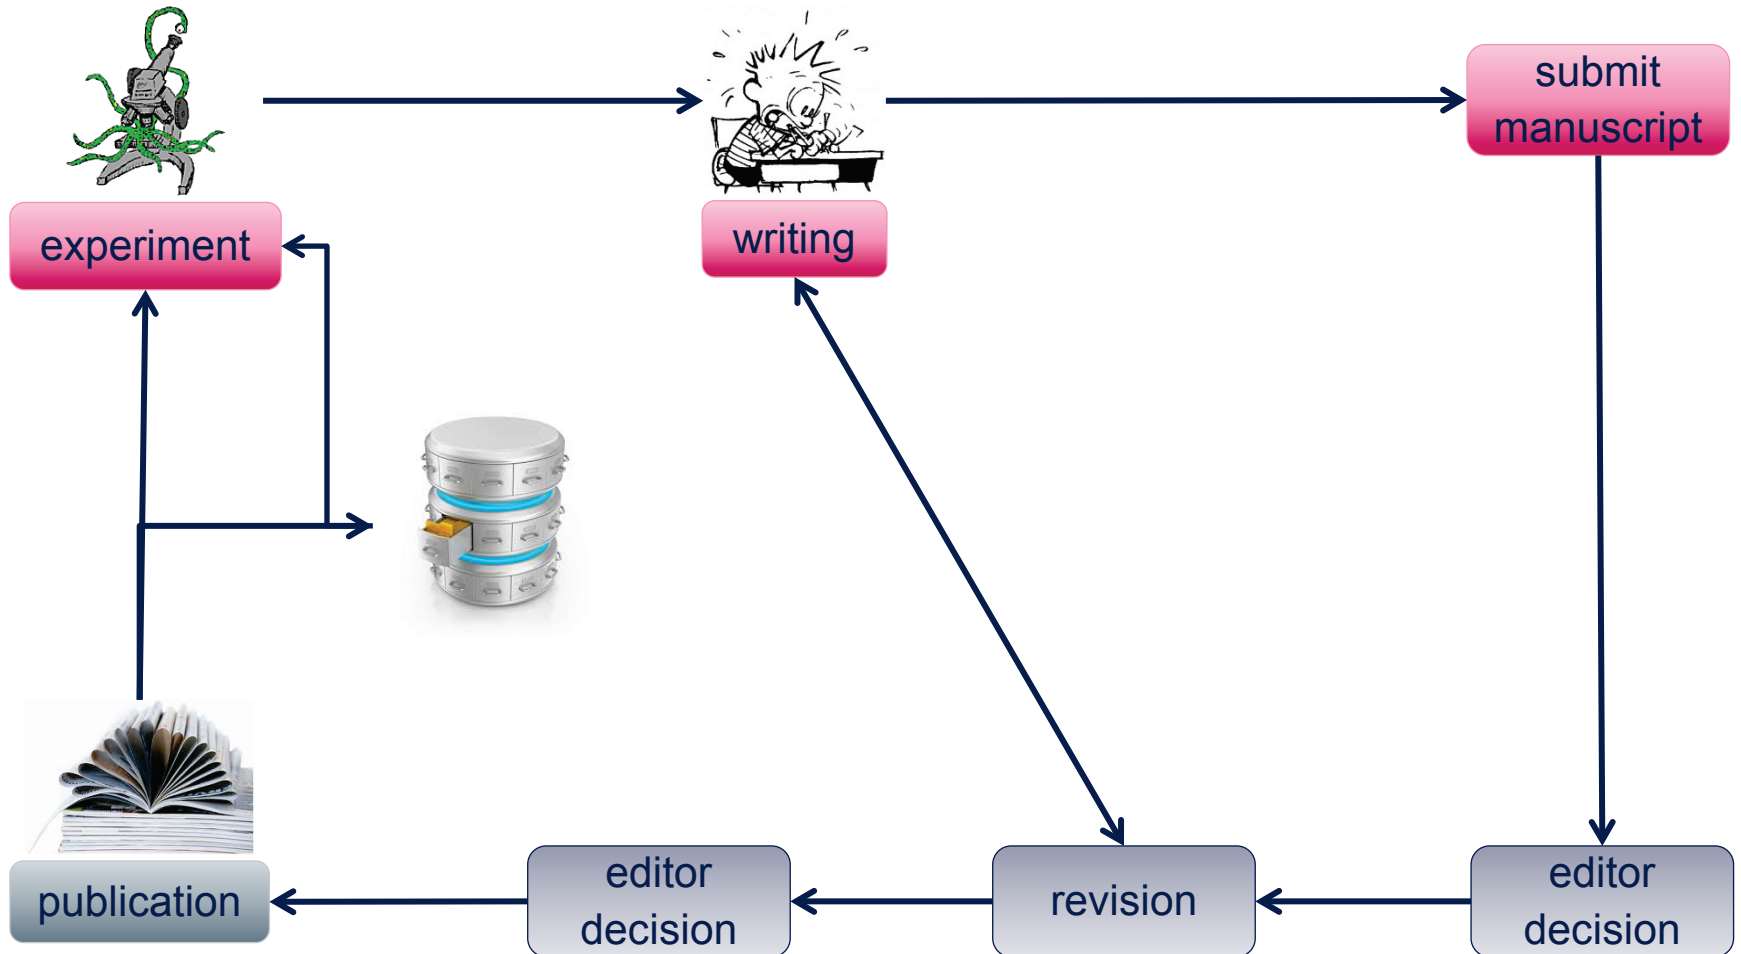 submit
manuscript
experiment
writing
publication
editor
decision
revision
editor
decision